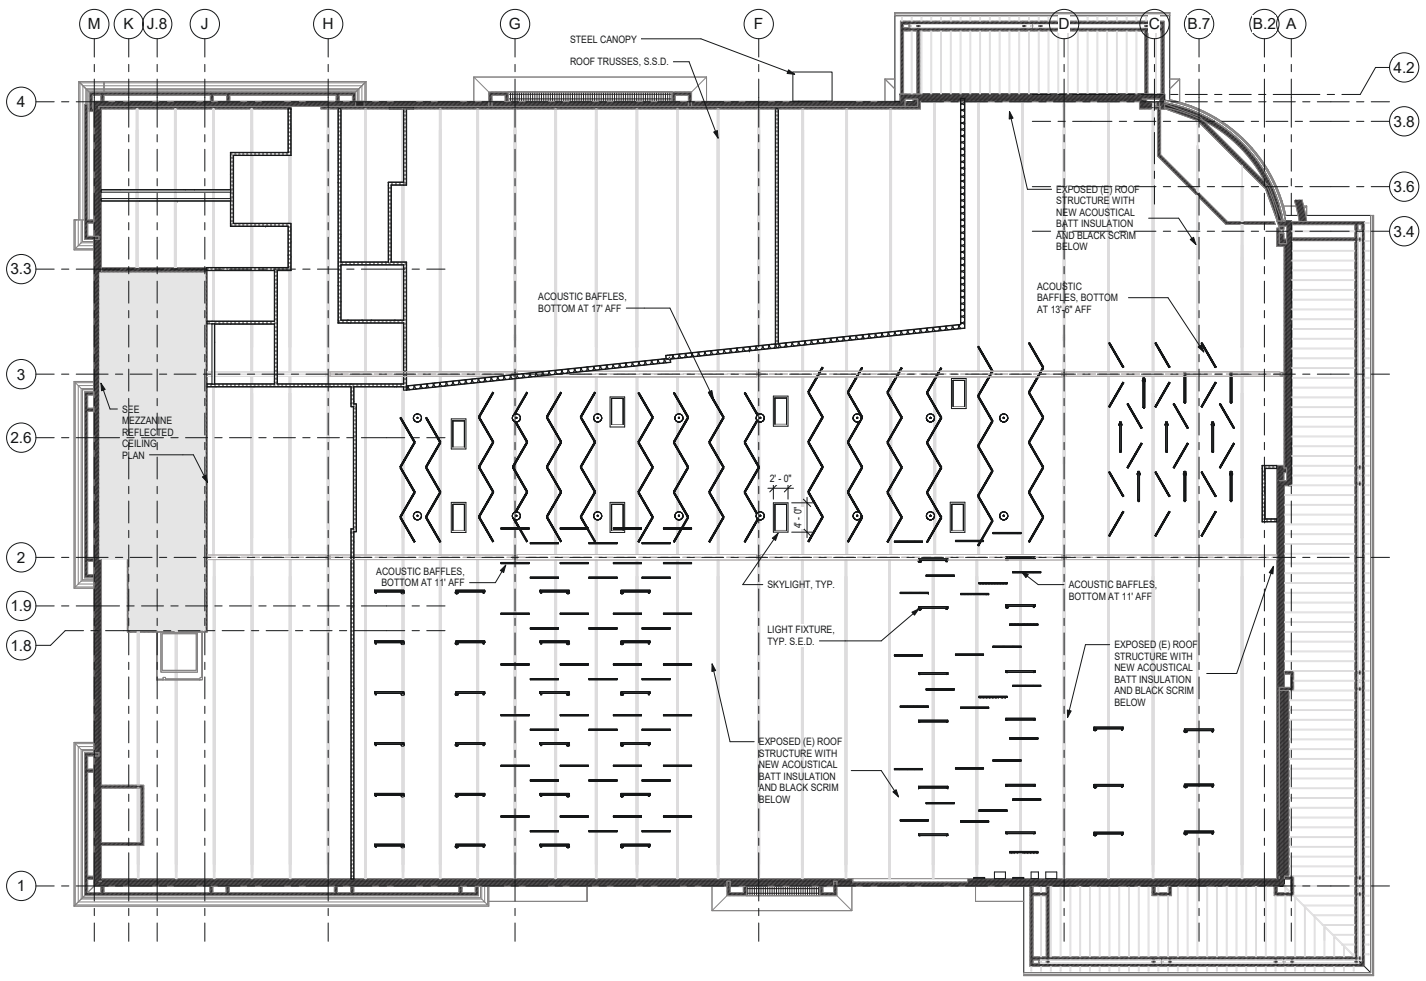 M
K
J.8
J
H
G
F
D
C
B.7
B.2
A
4.2
STEEL CANOPY
ROOF TRUSSES, S.S.D.
4
3.8
3.6
3.4
EXPOSED (E) ROOF
STRUCTURE WITH
NEW ACOUSTICAL
BATT INSULATION
AND BLACK SCRIM
BELOW
3.3
ACOUSTIC BAFFLES,
BOTTOM AT 17' AFF
ACOUSTIC
BAFFLES, BOTTOM
AT 13'-6" AFF
3
SEE
MEZZANINE
REFLECTED
CEILING
PLAN
2.6
2' - 0"
4' - 0"
2
ACOUSTIC BAFFLES,
BOTTOM AT 11' AFF
SKYLIGHT, TYP.
ACOUSTIC BAFFLES,
BOTTOM AT 11' AFF
1.9
LIGHT FIXTURE,
TYP. S.E.D.
1.8
EXPOSED (E) ROOF
STRUCTURE WITH
NEW ACOUSTICAL
BATT INSULATION
AND BLACK SCRIM
BELOW
EXPOSED (E) ROOF
STRUCTURE WITH
NEW ACOUSTICAL
BATT INSULATION
AND BLACK SCRIM
BELOW
1